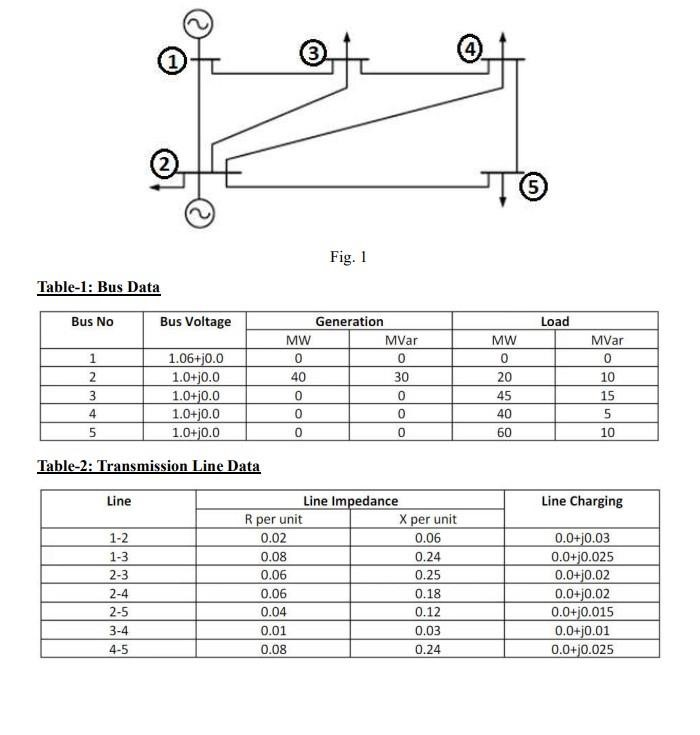 1
3
4
2
5
Fig. 1
Table-1: Bus Data
Bus No Bus Voltage Generation Load
MW MVar MW MVar
1 1.06+j0.0 0 0 0 0
2 1.0+j0.0 40 30 20 10
3 1.0+j0.0 0 0 45 15
4 1.0+j0.0 0 0 40 5
5 1.0+j0.0 0 0 60 10
Table-2: Transmission Line Data
Line Line Impedance Line Charging
R per unit X per unit
1-2 0.02 0.06 0.0+j0.03
1-3 0.08 0.24 0.0+j0.025
2-3 0.06 0.25 0.0+j0.02
2-4 0.06 0.18 0.0+j0.02
2-5 0.04 0.12 0.0+j0.015
3-4 0.01 0.03 0.0+j0.01
4-5 0.08 0.24 0.0+j0.025